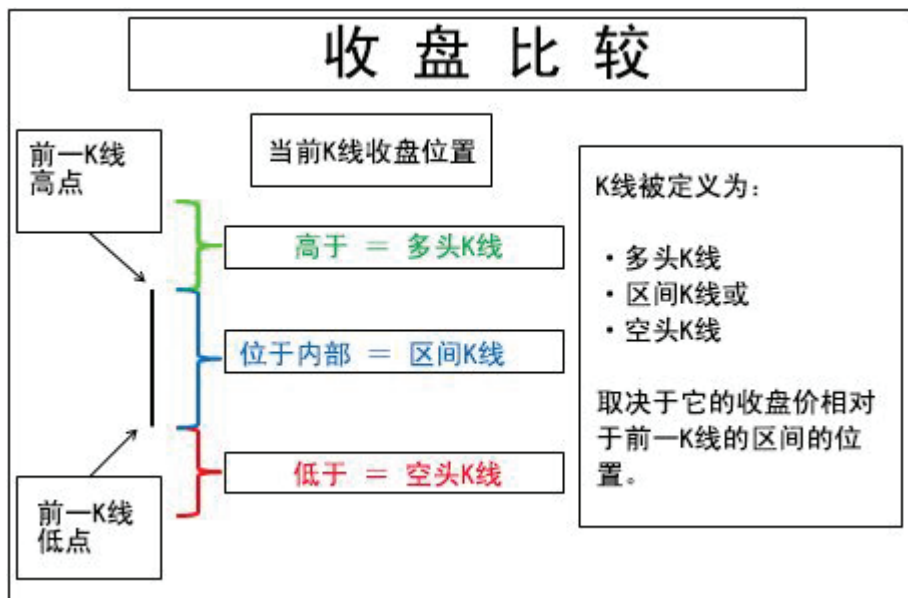 收盘比较
前一K线
高点
当前K线收盘位置
高于 = 多头K线
位于内部 = 区间K线
低于 = 空头K线
前一K线
低点
K线被定义为：
·多头K线
·区间K线或
·空头K线
取决于它的收盘价相对
于前一K线的区间的位
置。